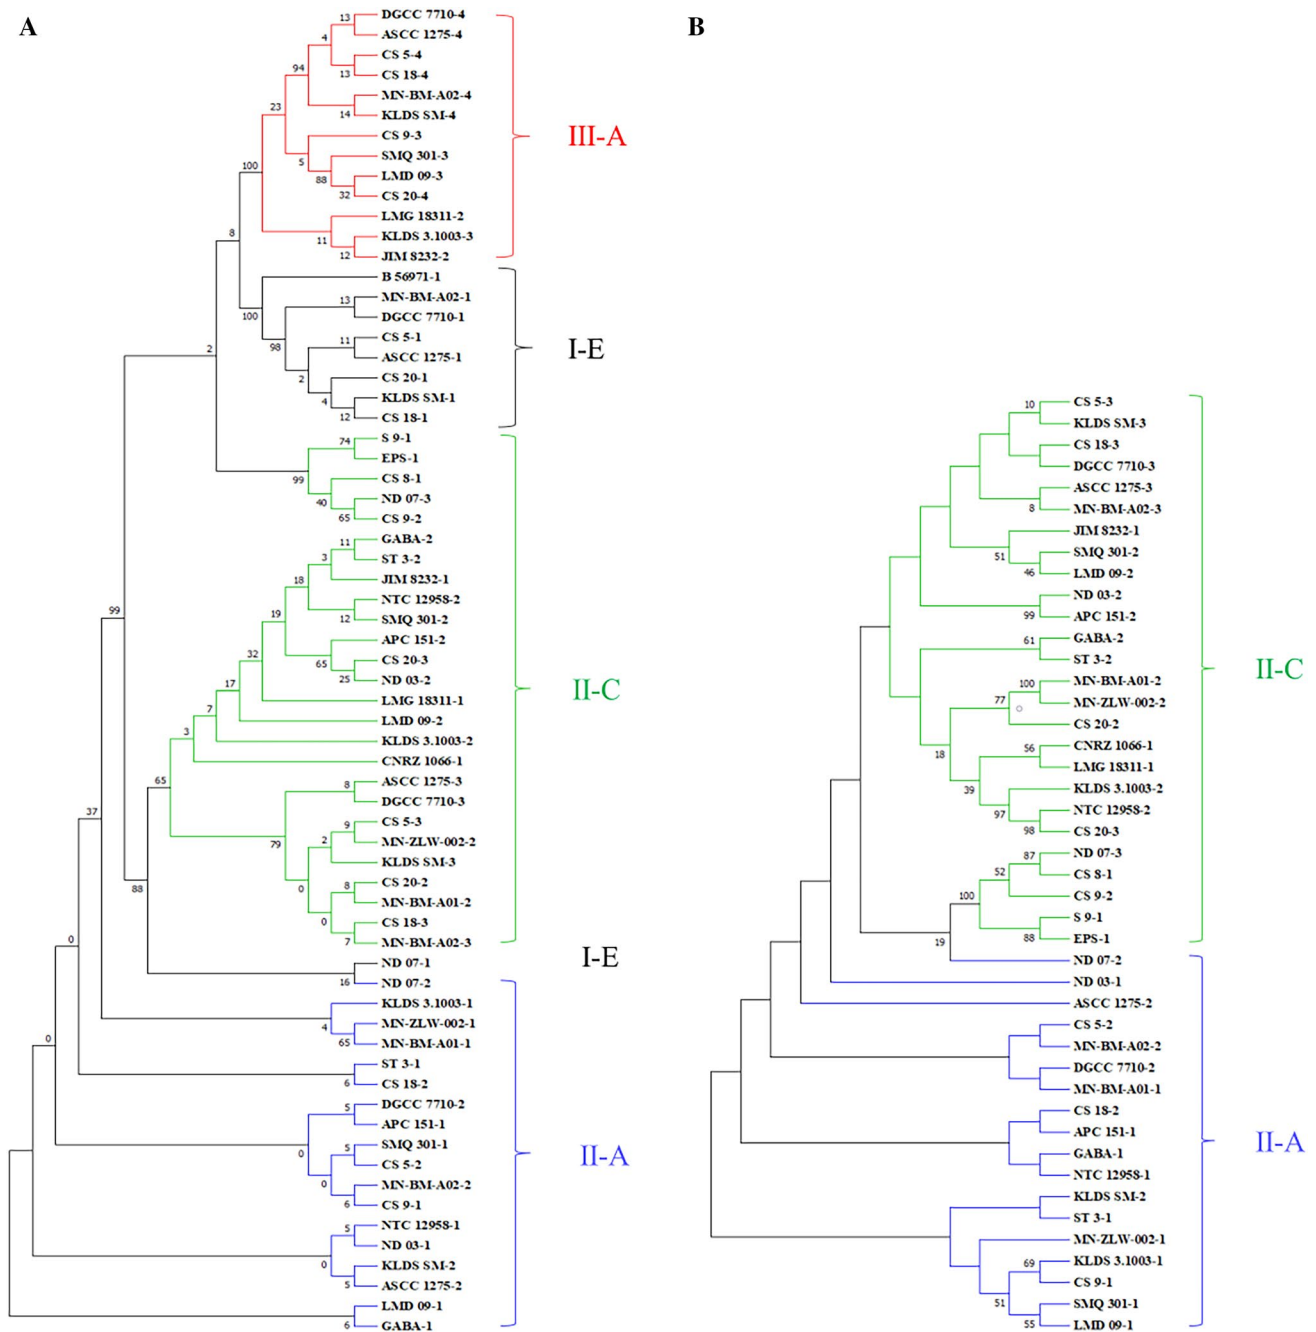 A
B
13
DGCC 7710-4
4
ASCC 1275-4
CS 5-4
94
13
CS 18-4
MN-BM-A02-4
23
14
KLDS SM-4
CS 9-3
III-A
5
SMQ 301-3
100
88
LMD 09-3
32
CS 20-4
LMG 18311-2
8
11
KLDS 3.1003-3
12
JIM 8232-2
B 56971-1
13
MN-BM-A02-1
100
DGCC 7710-1
11
CS 5-1
98
2
ASCC 1275-1
I-E
2
CS 20-1
4
KLDS SM-1
12
CS 18-1
74
S 9-1
EPS-1
99
CS 8-1
40
ND 07-3
65
CS 9-2
11
GABA-2
3
ST 3-2
18
JIM 8232-1
NTC 12958-2
19
12
SMQ 301-2
99
APC 151-2
32
65
CS 20-3
17
25
ND 03-2
II-C
LMG 18311-1
7
LMD 09-2
3
KLDS 3.1003-2
CNRZ 1066-1
65
8
ASCC 1275-3
DGCC 7710-3
37
9
CS 5-3
79
2
MN-ZLW-002-2
KLDS SM-3
88
0
8
CS 20-2
MN-BM-A01-2
0
CS 18-3
0
7
MN-BM-A02-3
ND 07-1
I-E
16
ND 07-2
KLDS 3.1003-1
4
MN-ZLW-002-1
0
65
MN-BM-A01-1
ST 3-1
6
CS 18-2
5
DGCC 7710-2
APC 151-1
0
5
SMQ 301-1
II-A
CS 5-2
0
MN-BM-A02-2
6
CS 9-1
5
NTC 12958-1
ND 03-1
0
KLDS SM-2
5
ASCC 1275-2
LMD 09-1
6
GABA-1
10
CS 5-3
KLDS SM-3
CS 18-3
DGCC 7710-3
ASCC 1275-3
8
MN-BM-A02-3
JIM 8232-1
51
SMQ 301-2
46
LMD 09-2
ND 03-2
99
APC 151-2
61
GABA-2
ST 3-2
II-C
100
MN-BM-A01-2
77
MN-ZLW-002-2
CS 20-2
18
56
CNRZ 1066-1
LMG 18311-1
39
KLDS 3.1003-2
97
NTC 12958-2
98
CS 20-3
87
ND 07-3
52
CS 8-1
100
CS 9-2
S 9-1
19
88
EPS-1
ND 07-2
ND 03-1
ASCC 1275-2
CS 5-2
MN-BM-A02-2
DGCC 7710-2
MN-BM-A01-1
CS 18-2
APC 151-1
II-A
GABA-1
NTC 12958-1
KLDS SM-2
ST 3-1
MN-ZLW-002-1
69
KLDS 3.1003-1
CS 9-1
51
SMQ 301-1
55
LMD 09-1